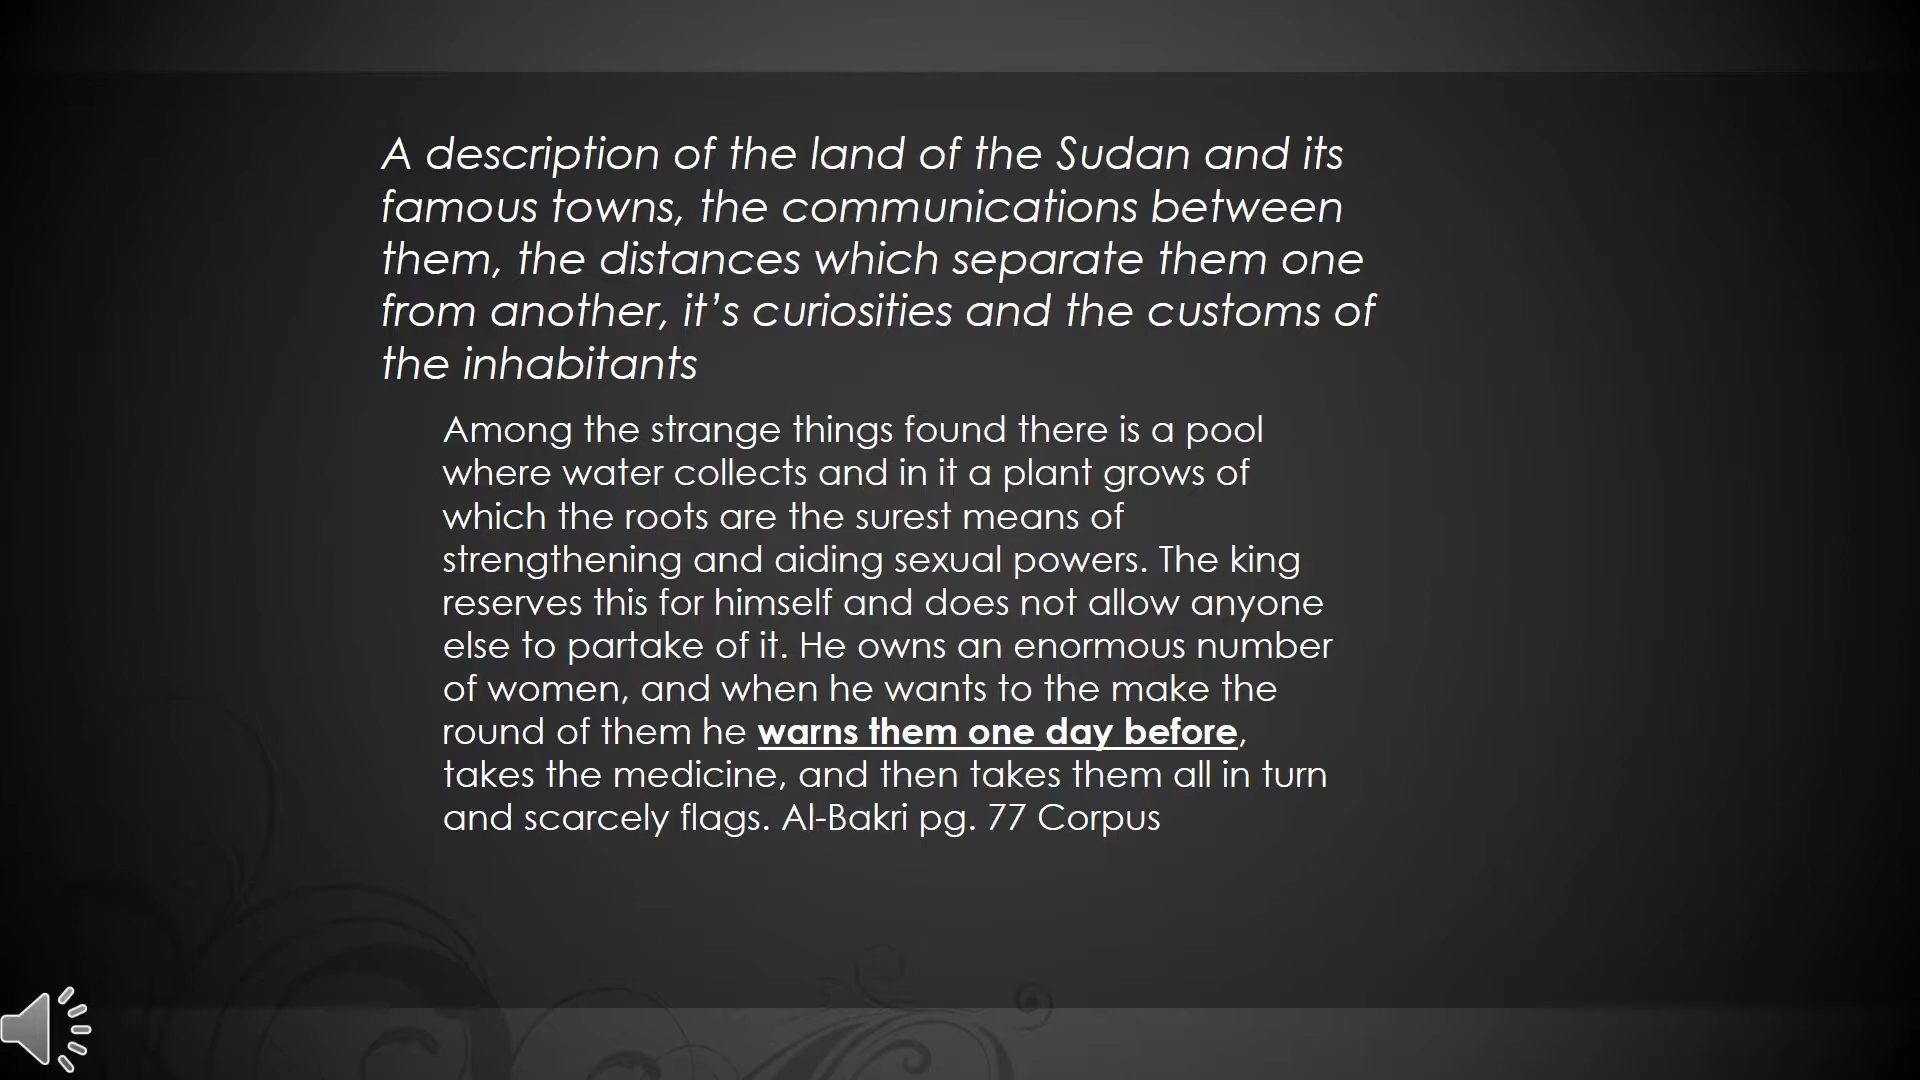 A description of the land of the Sudan and its
famous towns, the communications between
them, the distances which separate them one
from another, it’s curiosities and the customs of
the inhabitants
Among the strange things found there is a pool
where water collects and in it a plant grows of
which the roots are the surest means of
strengthening and aiding sexual powers. The king
reserves this for himself and does not allow anyone
else to partake of it. He owns an enormous number
of women, and when he wants to the make the
round of them he warns them one day before,
takes the medicine, and then takes them all in turn
and scarcely flags. Al-Bakri pg. 77 Corpus